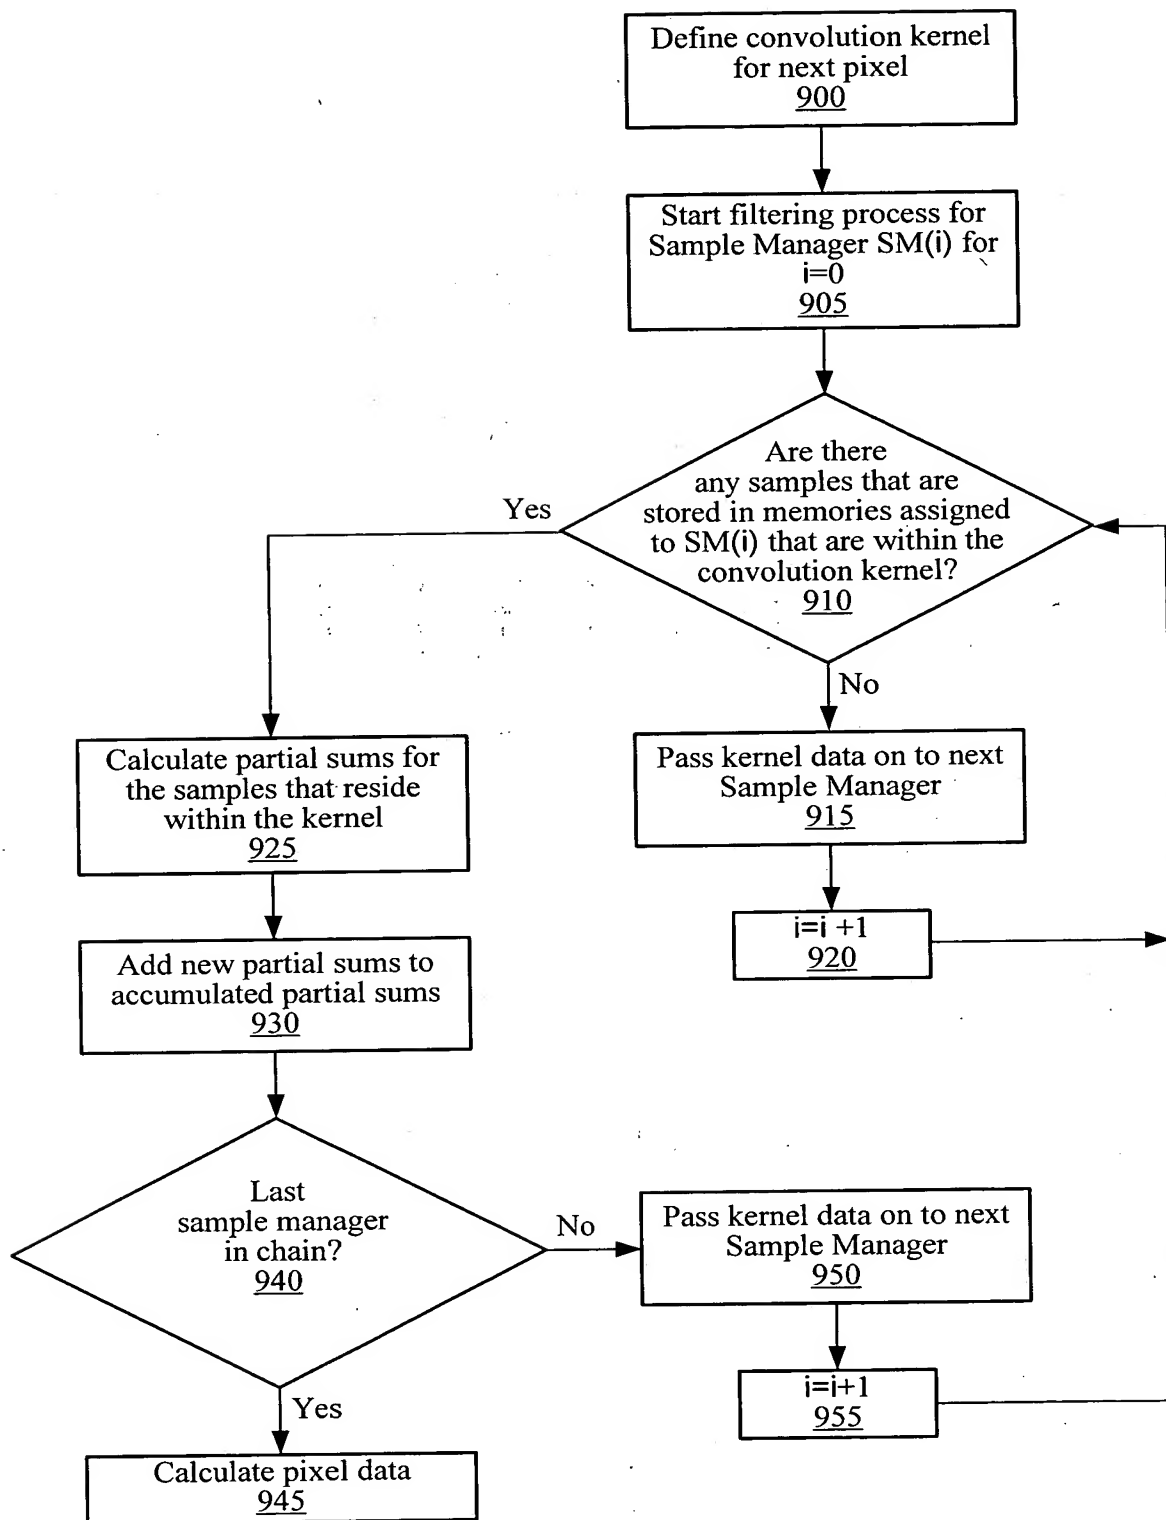 Define convolution kernel
for next pixel
900
Start filtering process for
Sample Manager SM(i) for
i=0
905
Are there
any samples that are
stored in memories assigned
to SM(i) that are within the
convolution kernel?
910
Yes
No
Calculate partial sums for
the samples that reside
within the kernel
925
Pass kernel data on to next
Sample Manager
915
i=i +1
920
Add new partial sums to
accumulated partial sums
930
Last
sample manager
in chain?
940
No
Pass kernel data on to next
Sample Manager
950
i=i+1
955
Yes
Calculate pixel data
945